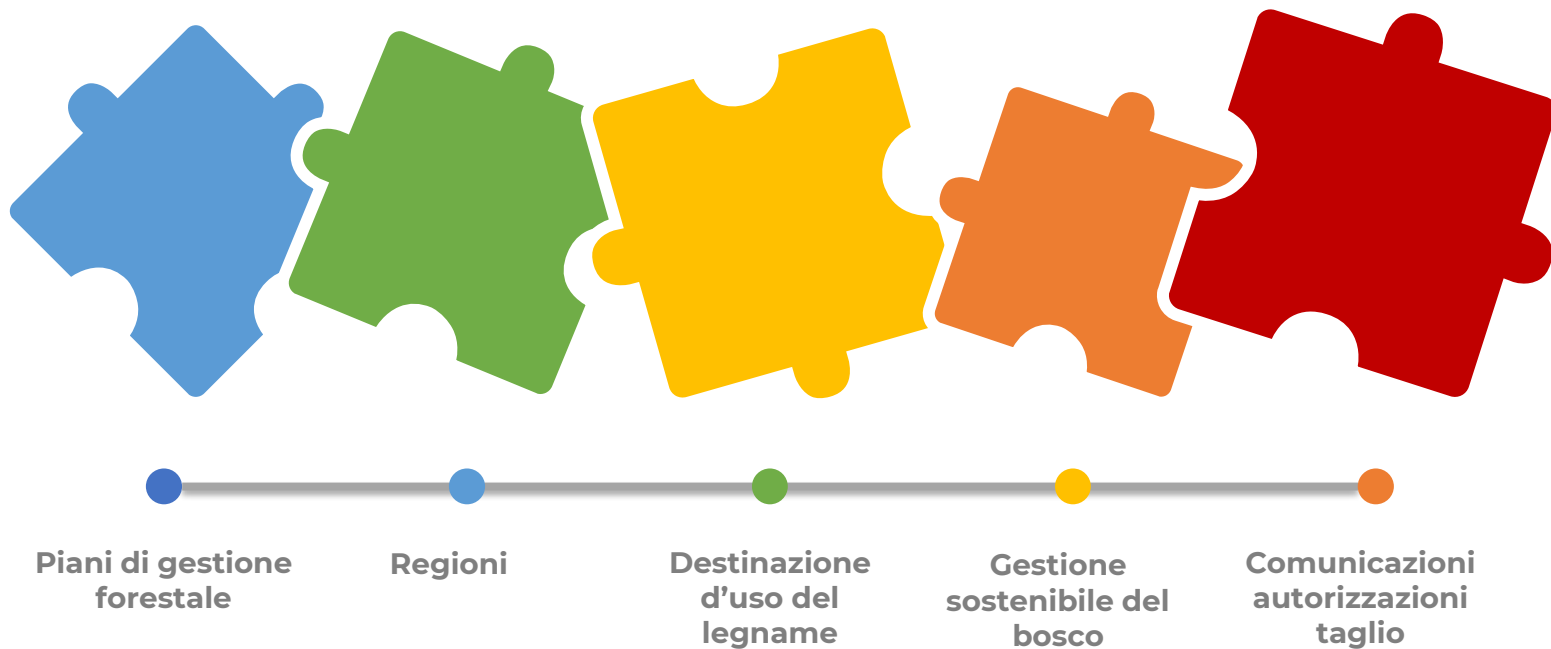 Piani di gestione
forestale
Regioni
Destinazione
d’uso del
legname
Gestione
sostenibile del
bosco
Comunicazioni
autorizzazioni
taglio